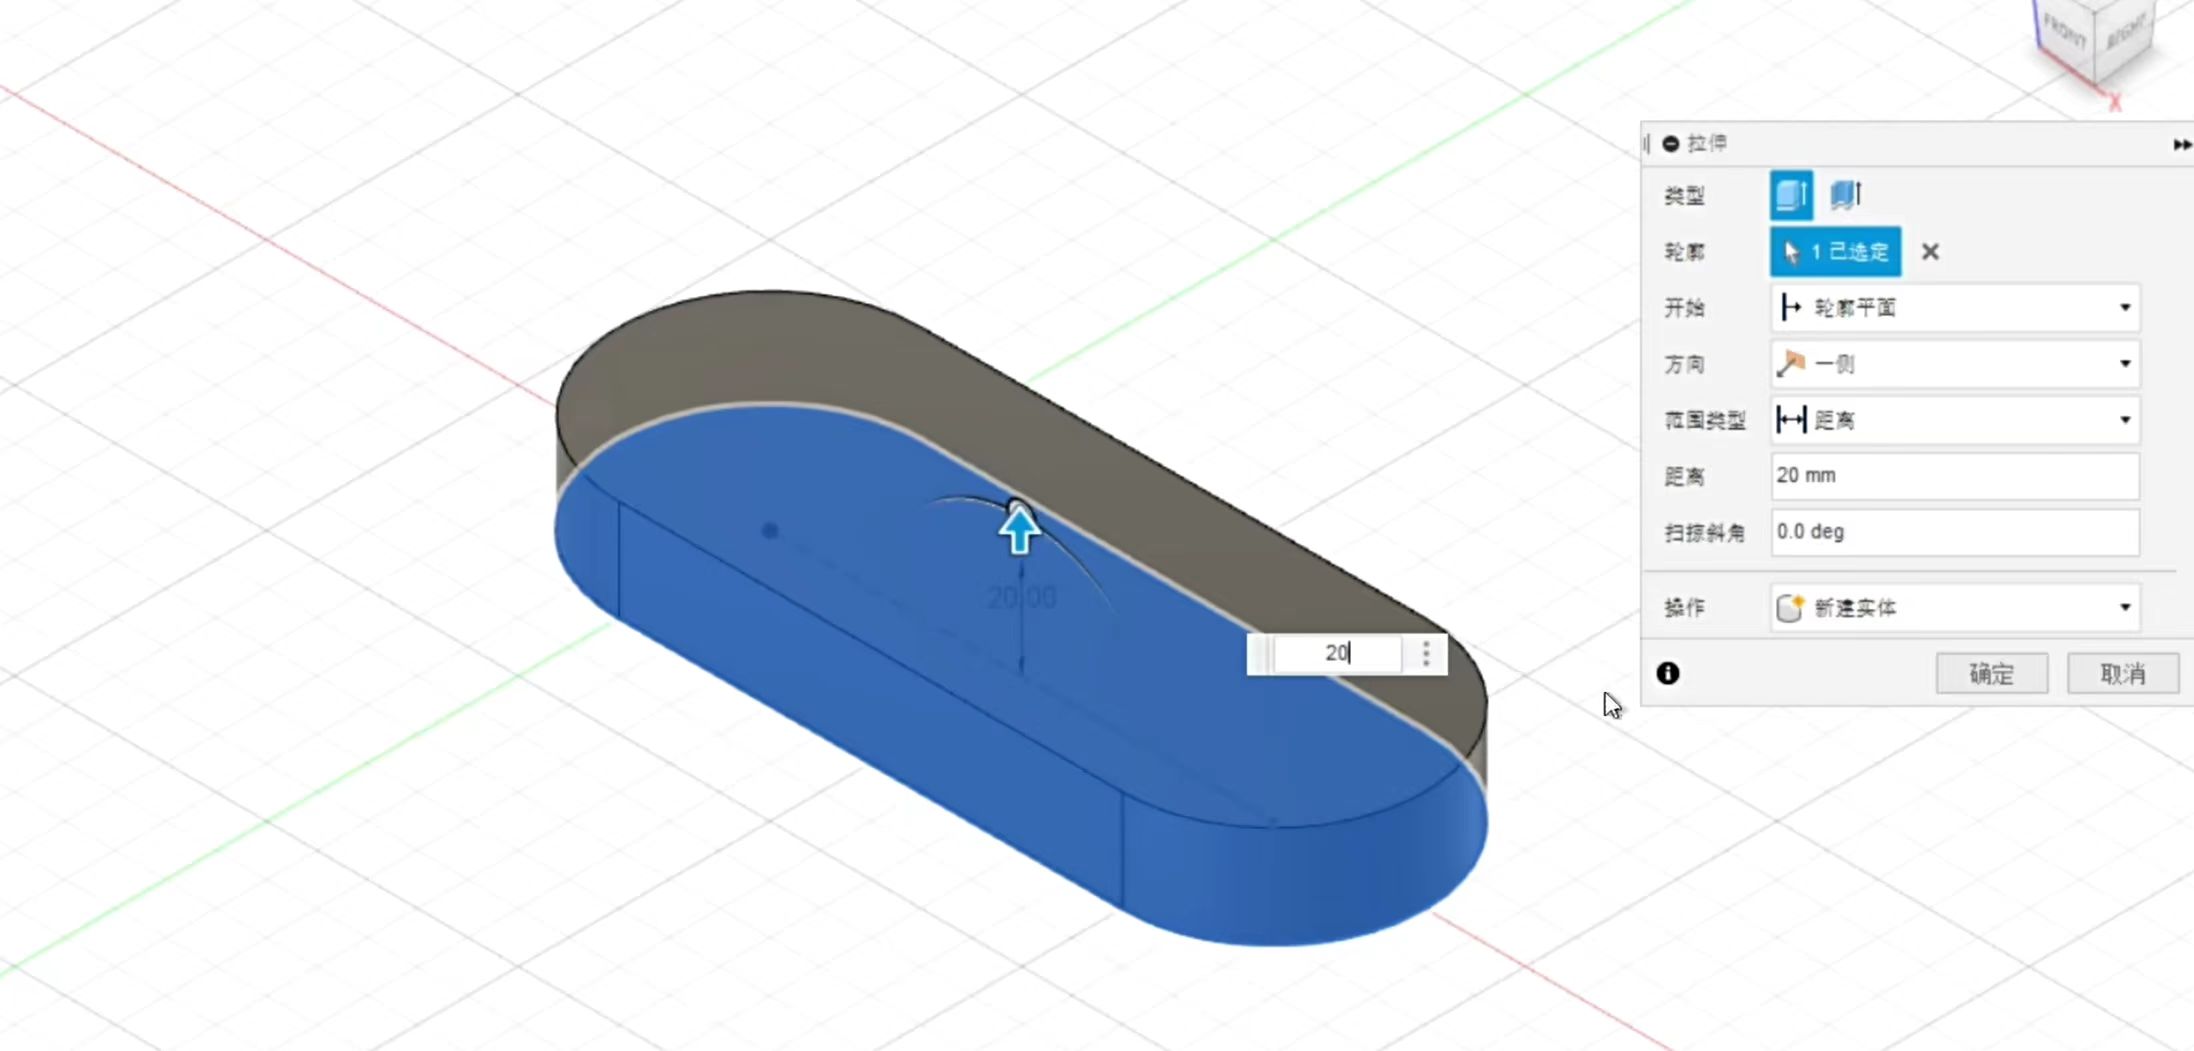 FRONT
RIGHT
X
拉伸
类型
轮廓 1 已选定
开始 轮廓平面
方向 一侧
范围类型 距离
距离 20 mm
扫掠斜角 0.0 deg
操作 新建实体
确定 取消
20.00
20